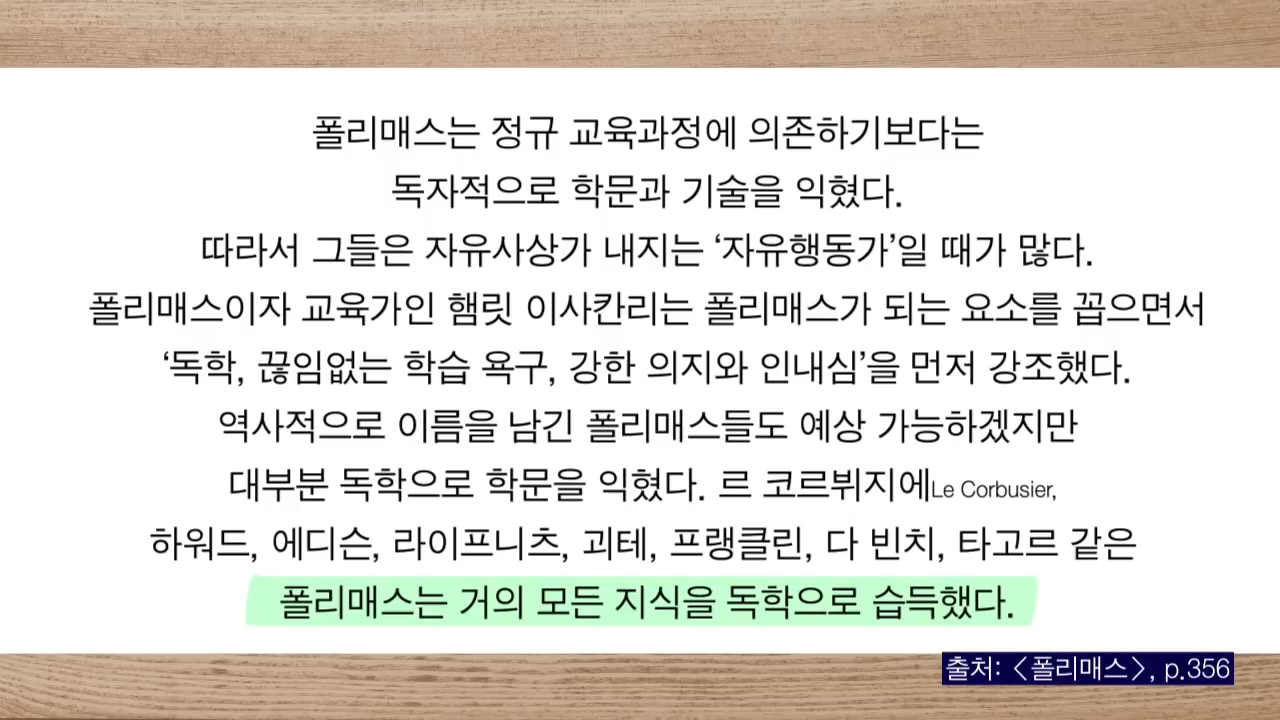 폴리매스는 정규 교육과정에 의존하기보다는
독자적으로 학문과 기술을 익혔다.
따라서 그들은 자유사상가 내지는 ‘자유행동가’일 때가 많다.
폴리매스이자 교육가인 햄릿 이사칸리는 폴리매스가 되는 요소를 꼽으면서
‘독학, 끊임없는 학습 욕구, 강한 의지와 인내심’을 먼저 강조했다.
역사적으로 이름을 남긴 폴리매스들도 예상 가능하겠지만
대부분 독학으로 학문을 익혔다. 르 코르뷔지에Le Corbusier,
하워드, 에디슨, 라이프니츠, 괴테, 프랭클린, 다 빈치, 타고르 같은
폴리매스는 거의 모든 지식을 독학으로 습득했다.
출처: <폴리매스>, p.356